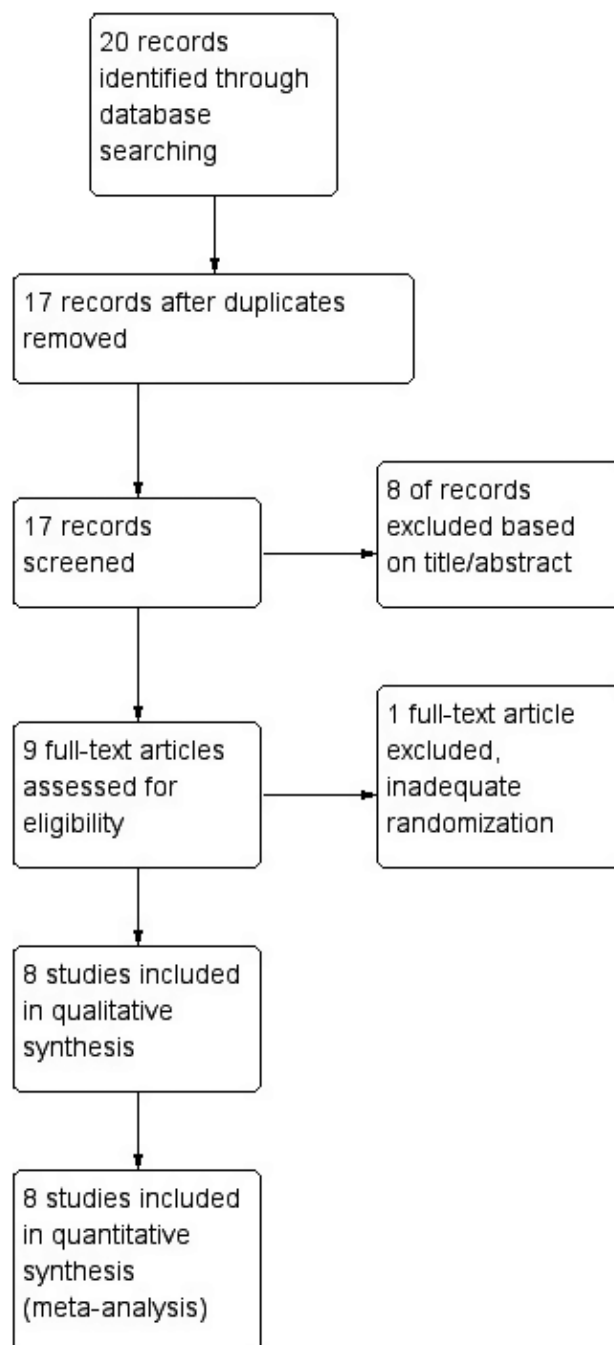 20 records
identified through
database
searching
17 records after duplicates
removed
17 records
screened
8 of records
excluded based
on title/abstract
9 full-text articles
assessed for
eligibility
1 full-text article
excluded,
inadequate
randomization
8 studies included
in qualitative
synthesis
8 studies included
in quantitative
synthesis
(meta-analysis)